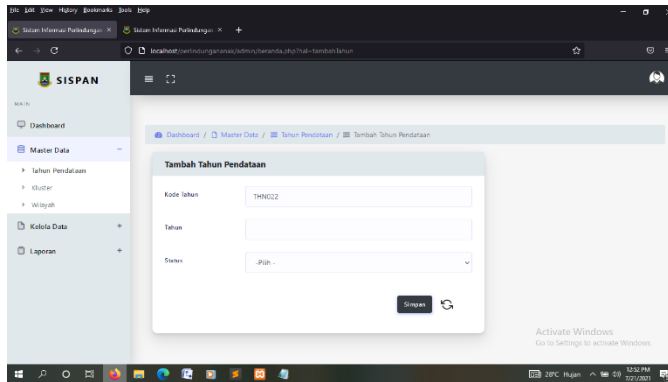 File Edit View History Bookmarks Tools Help
Sistem Informasi Perlindungan ×
Sistem Informasi Perlindungan × +
localhost/perlindungananak/admin/beranda.php?hal=tambahTahun
SISPAN
MAIN
Dashboard
Master Data -
Tahun Pendataan
Kluster
Wilayah
Kelola Data +
Laporan +
Dashboard / Master Data / Tahun Pendataan / Tambah Tahun Pendataan
Tambah Tahun Pendataan
Kode Tahun
THN022
Tahun
Status
-Pilih -
Simpan
Activate Windows
Go to Settings to activate Windows.
28°C Hujan
12:52 PM
7/21/2021